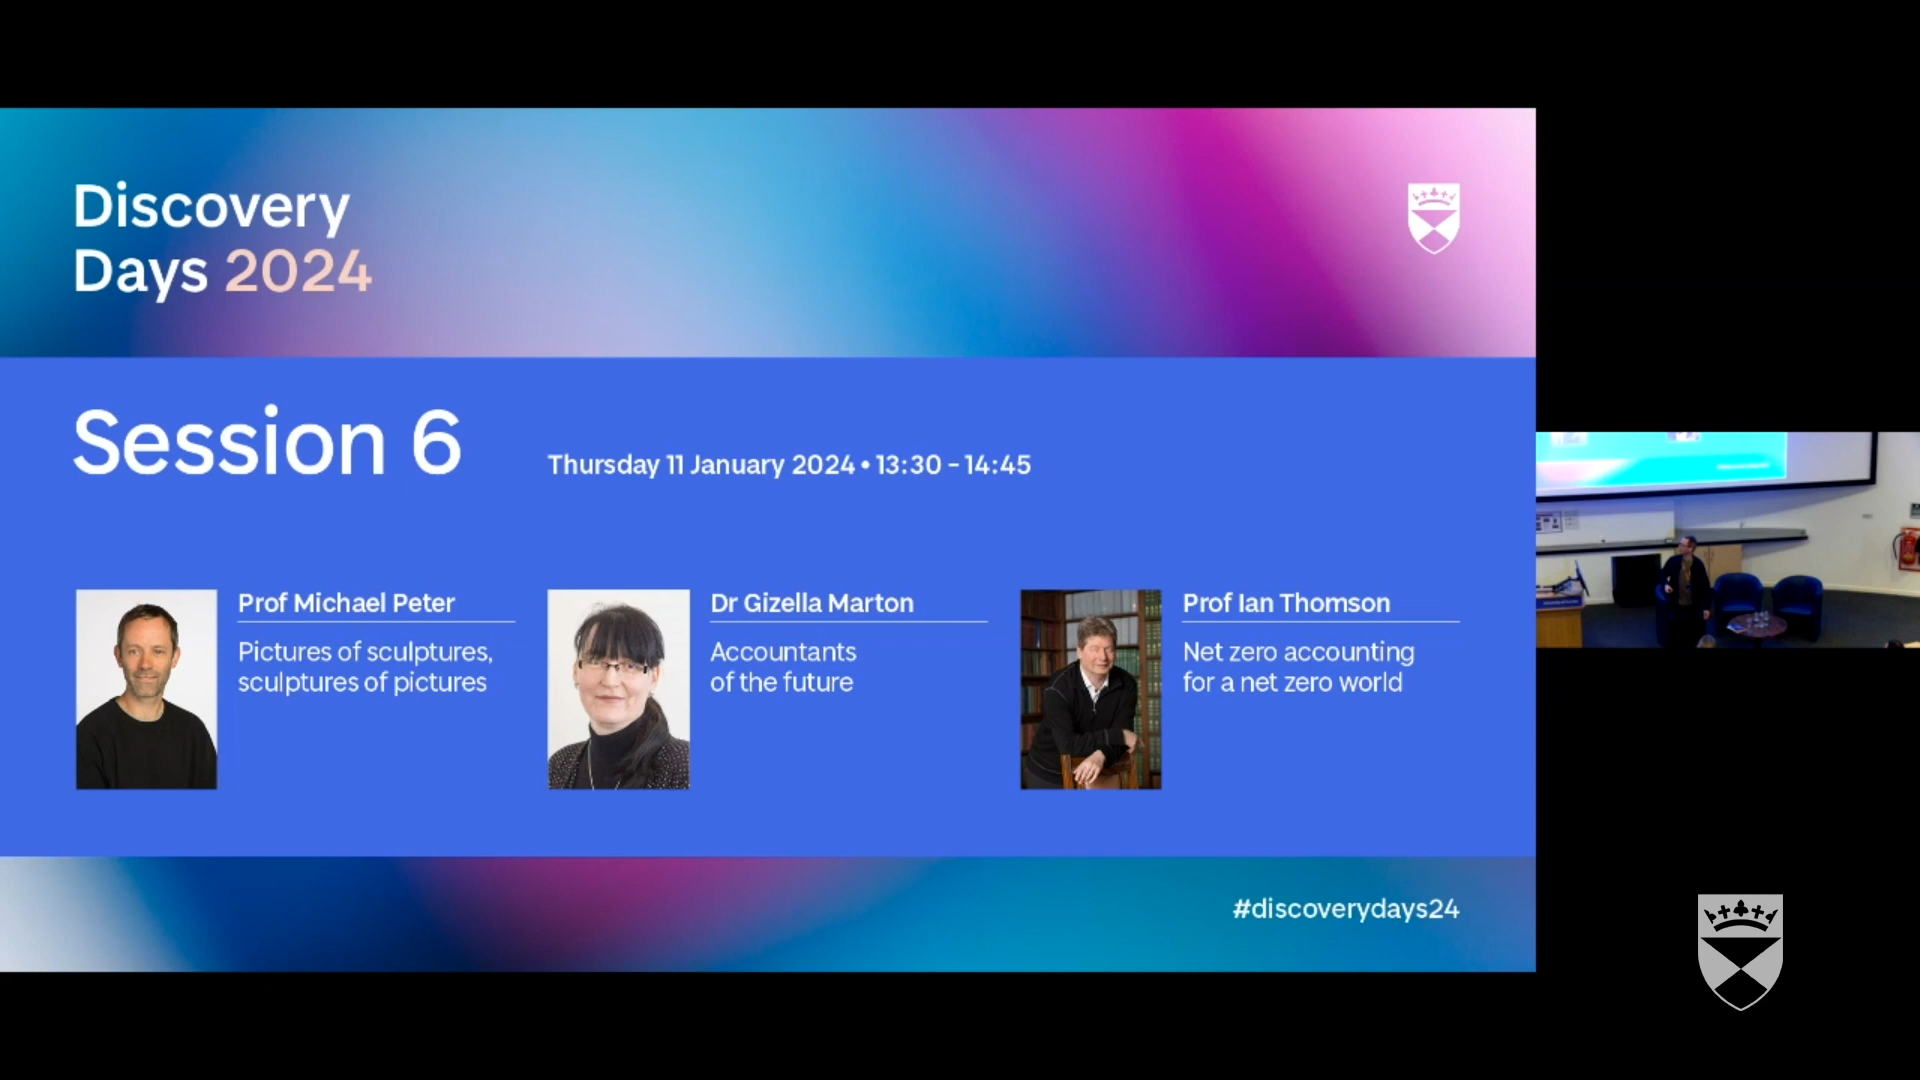 Discovery
Days 2024
Session 6
Thursday 11 January 2024 • 13:30 - 14:45
Prof Michael Peter
Pictures of sculptures,
sculptures of pictures
Dr Gizella Marton
Accountants
of the future
Prof Ian Thomson
Net zero accounting
for a net zero world
#discoverydays24